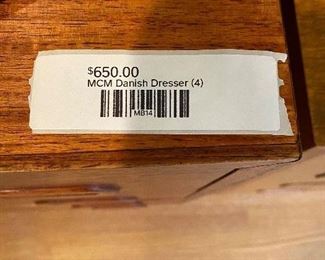 $650.00
MCM Danish Dresser (4)
MB14